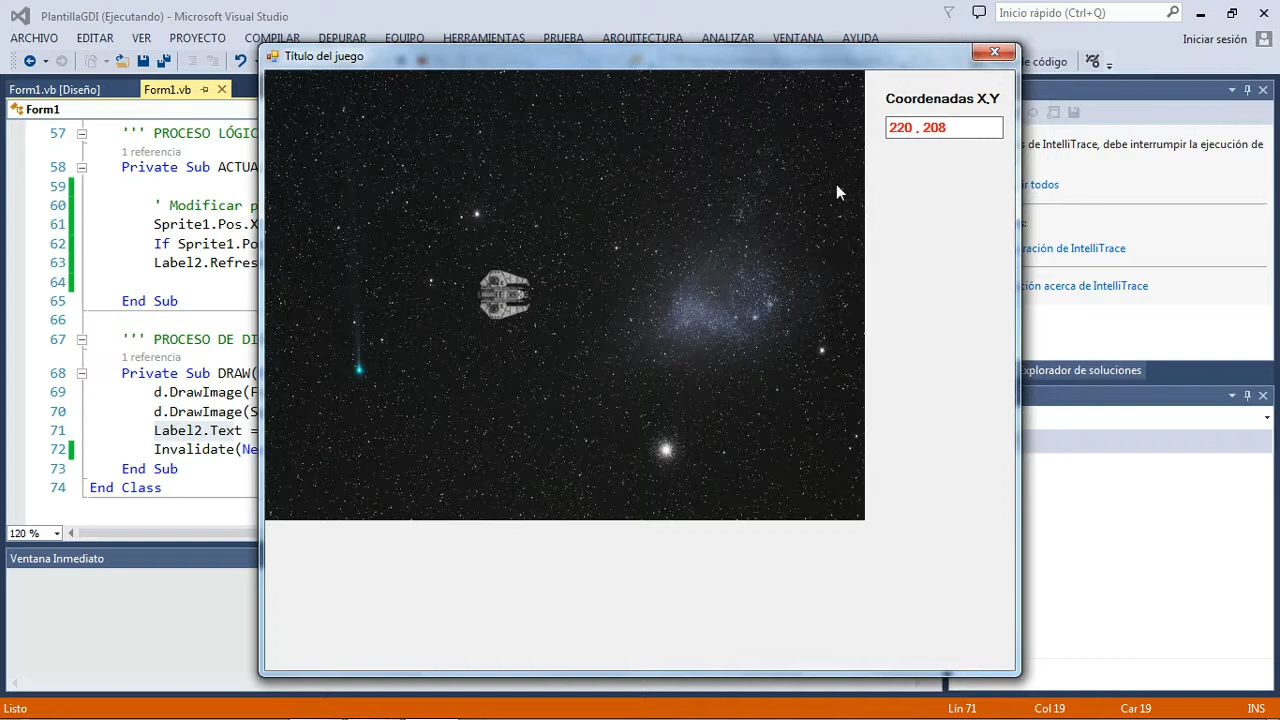 PlantillaGDI (Ejecutando) - Microsoft Visual Studio
Inicio rápido (Ctrl+Q)
ARCHIVO EDITAR VER PROYECTO COMPILAR DEPURAR EQUIPO HERRAMIENTAS PRUEBA ARQUITECTURA ANALIZAR VENTANA AYUDA
Iniciar sesión
Título del juego
de código
Form1.vb [Diseño] Form1.vb
Form1
Coordenadas X,Y
220 , 208
57 ''' PROCESO LÓGIC
1 referencia
58 Private Sub ACTUA
59
60 ' Modificar p
61 Sprite1.Pos.X
62 If Sprite1.Po
63 Label2.Refres
64
65 End Sub
66
67 ''' PROCESO DE DI
1 referencia
68 Private Sub DRAW(
69 d.DrawImage(F
70 d.DrawImage(S
71 Label2.Text =
72 Invalidate(Ne
73 End Sub
74 End Class
s de IntelliTrace, debe interrumpir la ejecución de
ir todos
s:
ración de IntelliTrace
ción acerca de IntelliTrace
xplorador de soluciones
120 %
Ventana Inmediato
Listo
Lín 71 Col 19 Car 19 INS